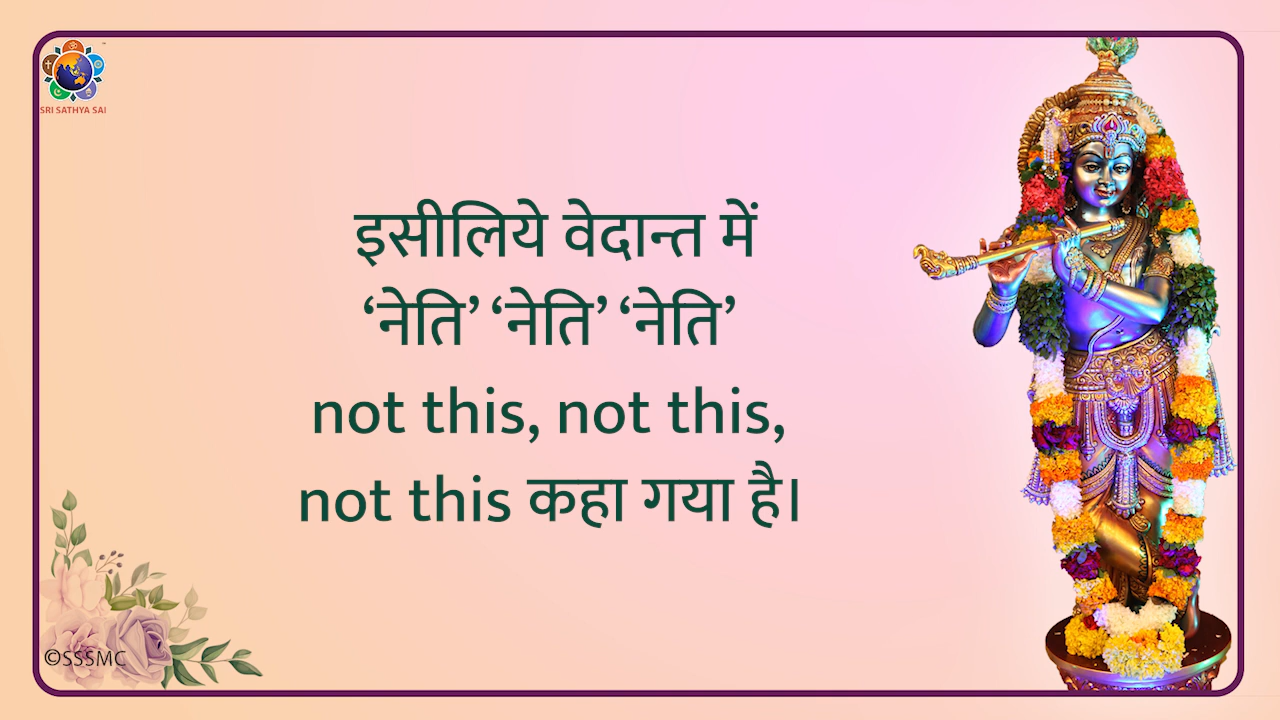 SRI SATHYA SAI
इसीलिये वेदान्त में
‘नेति’ ‘नेति’ ‘नेति’
not this, not this,
not this कहा गया है।
©SSSMC